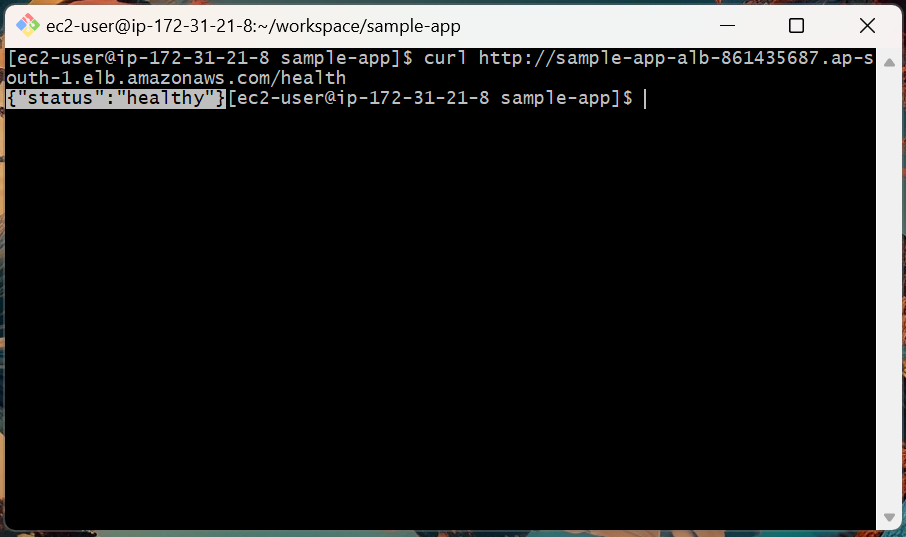 ec2-user@ip-172-31-21-8:~/workspace/sample-app
[ec2-user@ip-172-31-21-8 sample-app]$ curl http://sample-app-alb-861435687.ap-s
outh-1.elb.amazonaws.com/health
{"status":"healthy"}[ec2-user@ip-172-31-21-8 sample-app]$